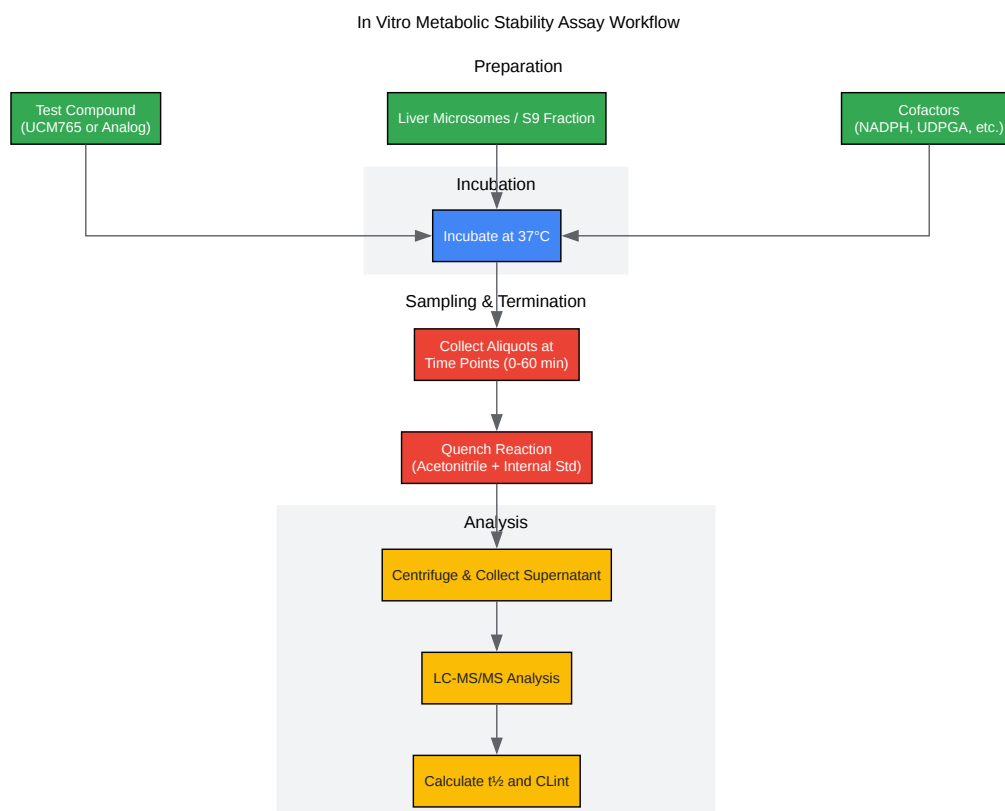 In Vitro Metabolic Stability Assay Workflow
Preparation
Test Compound
(UCM765 or Analog)
Liver Microsomes / S9 Fraction
Cofactors
(NADPH, UDPGA, etc.)
Incubation
Incubate at 37°C
Sampling & Termination
Collect Aliquots at
Time Points (0-60 min)
Quench Reaction
(Acetonitrile + Internal Std)
Analysis
Centrifuge & Collect Supernatant
LC-MS/MS Analysis
Calculate t½ and CLint